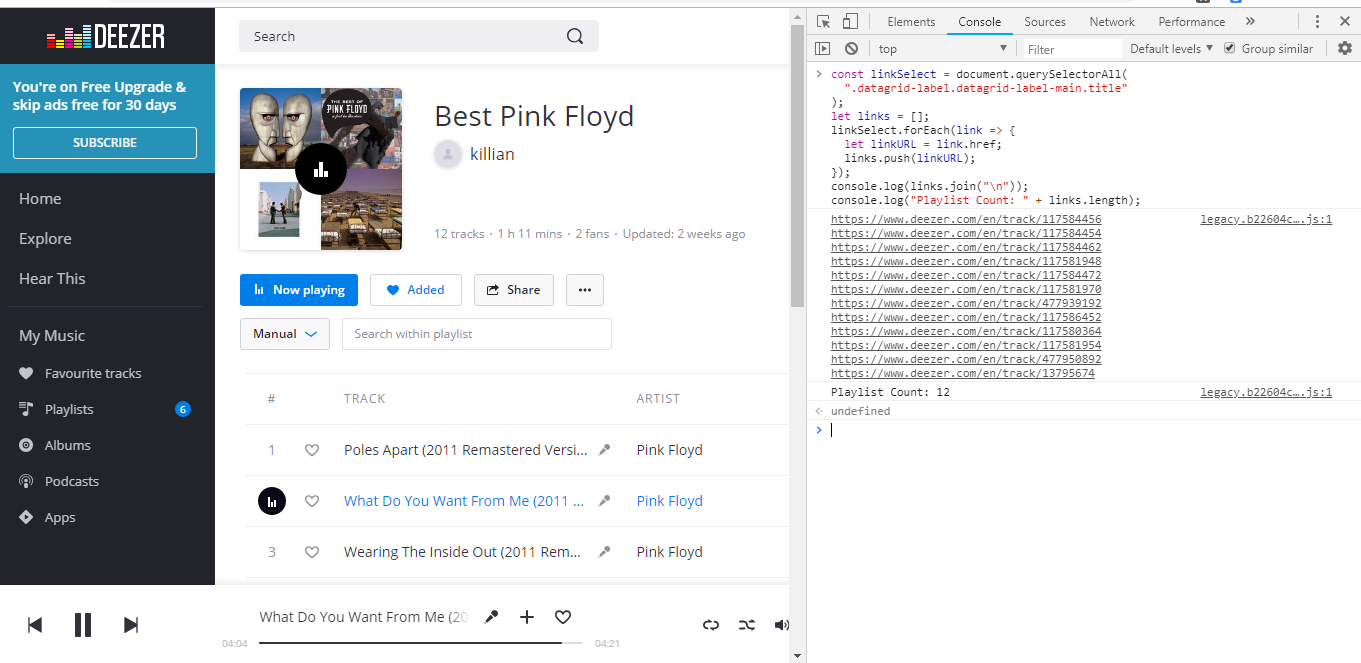 DEEZER
You're on Free Upgrade &
skip ads free for 30 days
SUBSCRIBE
Home
Explore
Hear This
My Music
Favourite tracks
Playlists 6
Albums
Podcasts
Apps
Search
THE BEST OF
PINK FLOYD
Best Pink Floyd
killian
12 tracks · 1 h 11 mins · 2 fans · Updated: 2 weeks ago
Now playing Added Share ···
Manual Search within playlist
# TRACK ARTIST
1 Poles Apart (2011 Remastered Versi... Pink Floyd
What Do You Want From Me (2011 ... Pink Floyd
3 Wearing The Inside Out (2011 Rem... Pink Floyd
What Do You Want From Me (20
04:04 04:21
Elements Console Sources Network Performance »
top Filter Default levels Group similar
const linkSelect = document.querySelectorAll(
".datagrid-label.datagrid-label-main.title"
);
let links = [];
linkSelect.forEach(link => {
let linkURL = link.href;
links.push(linkURL);
});
console.log(links.join("\n"));
console.log("Playlist Count: " + links.length);
https://www.deezer.com/en/track/117584456 legacy.b22604c….js:1
https://www.deezer.com/en/track/117584454
https://www.deezer.com/en/track/117584462
https://www.deezer.com/en/track/117581948
https://www.deezer.com/en/track/117584472
https://www.deezer.com/en/track/117581970
https://www.deezer.com/en/track/477939192
https://www.deezer.com/en/track/117586452
https://www.deezer.com/en/track/117580364
https://www.deezer.com/en/track/117581954
https://www.deezer.com/en/track/477950892
https://www.deezer.com/en/track/13795674
Playlist Count: 12 legacy.b22604c….js:1
undefined